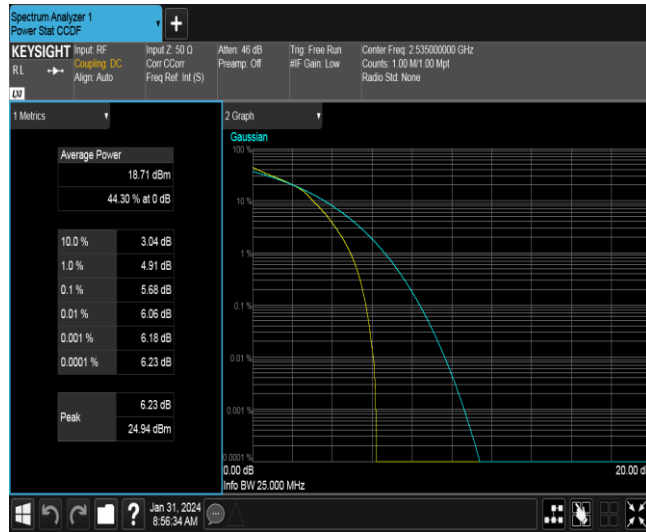 Spectrum Analyzer 1
Power Stat CCDF
KEYSIGHT
RL
LXI
Input: RF
Coupling: DC
Align: Auto
Input Z: 50 Ω
Corr CCorr
Freq Ref: Int (S)
Atten: 46 dB
Preamp: Off
Trig: Free Run
#IF Gain: Low
Center Freq: 2.535000000 GHz
Counts: 1.00 M/1.00 Mpt
Radio Std: None
1 Metrics
Average Power
18.71 dBm
44.30 % at 0 dB
10.0 % 3.04 dB
1.0 % 4.91 dB
0.1 % 5.68 dB
0.01 % 6.06 dB
0.001 % 6.18 dB
0.0001 % 6.23 dB
Peak
6.23 dB
24.94 dBm
2 Graph
Gaussian
100 %
10 %
1 %
0.1 %
0.01 %
0.001 %
0.0001 %
0.00 dB
20.00 d
Info BW 25.000 MHz
Jan 31, 2024
8:56:34 AM